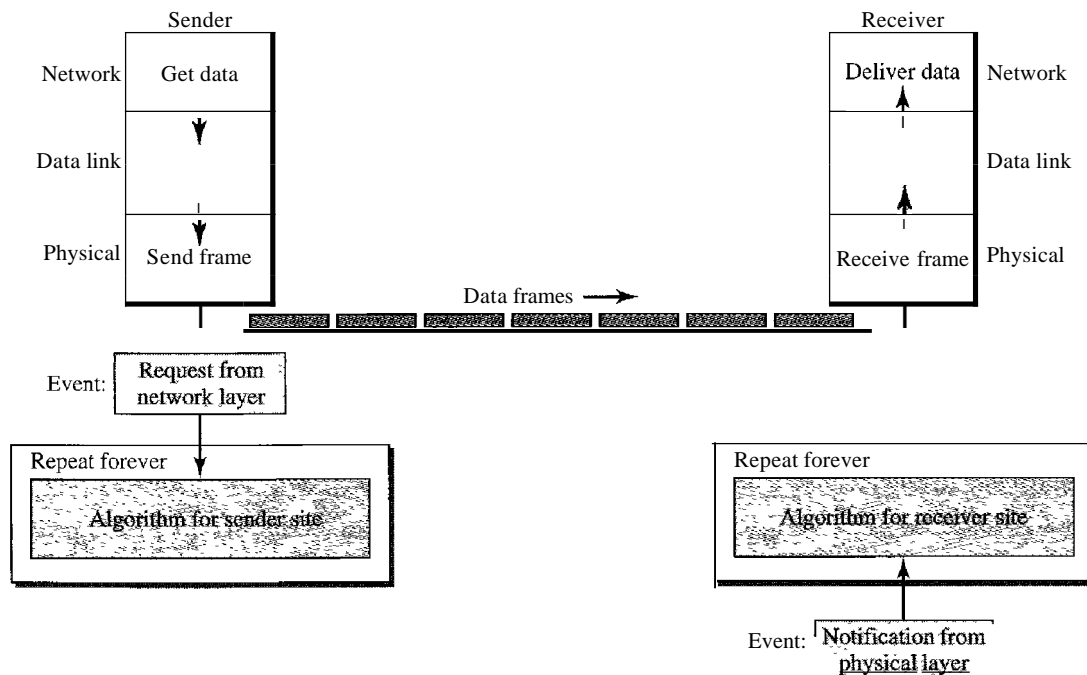 Sender
Receiver
Network
Get data
Deliver data
Network
Data link
Data link
Physical
Send frame
Receive frame
Physical
Data frames
Event:
Request from
network layer
Repeat forever
Algorithm for sender site
Repeat forever
Algorithm for receiver site
Event:
Notification from
physical layer